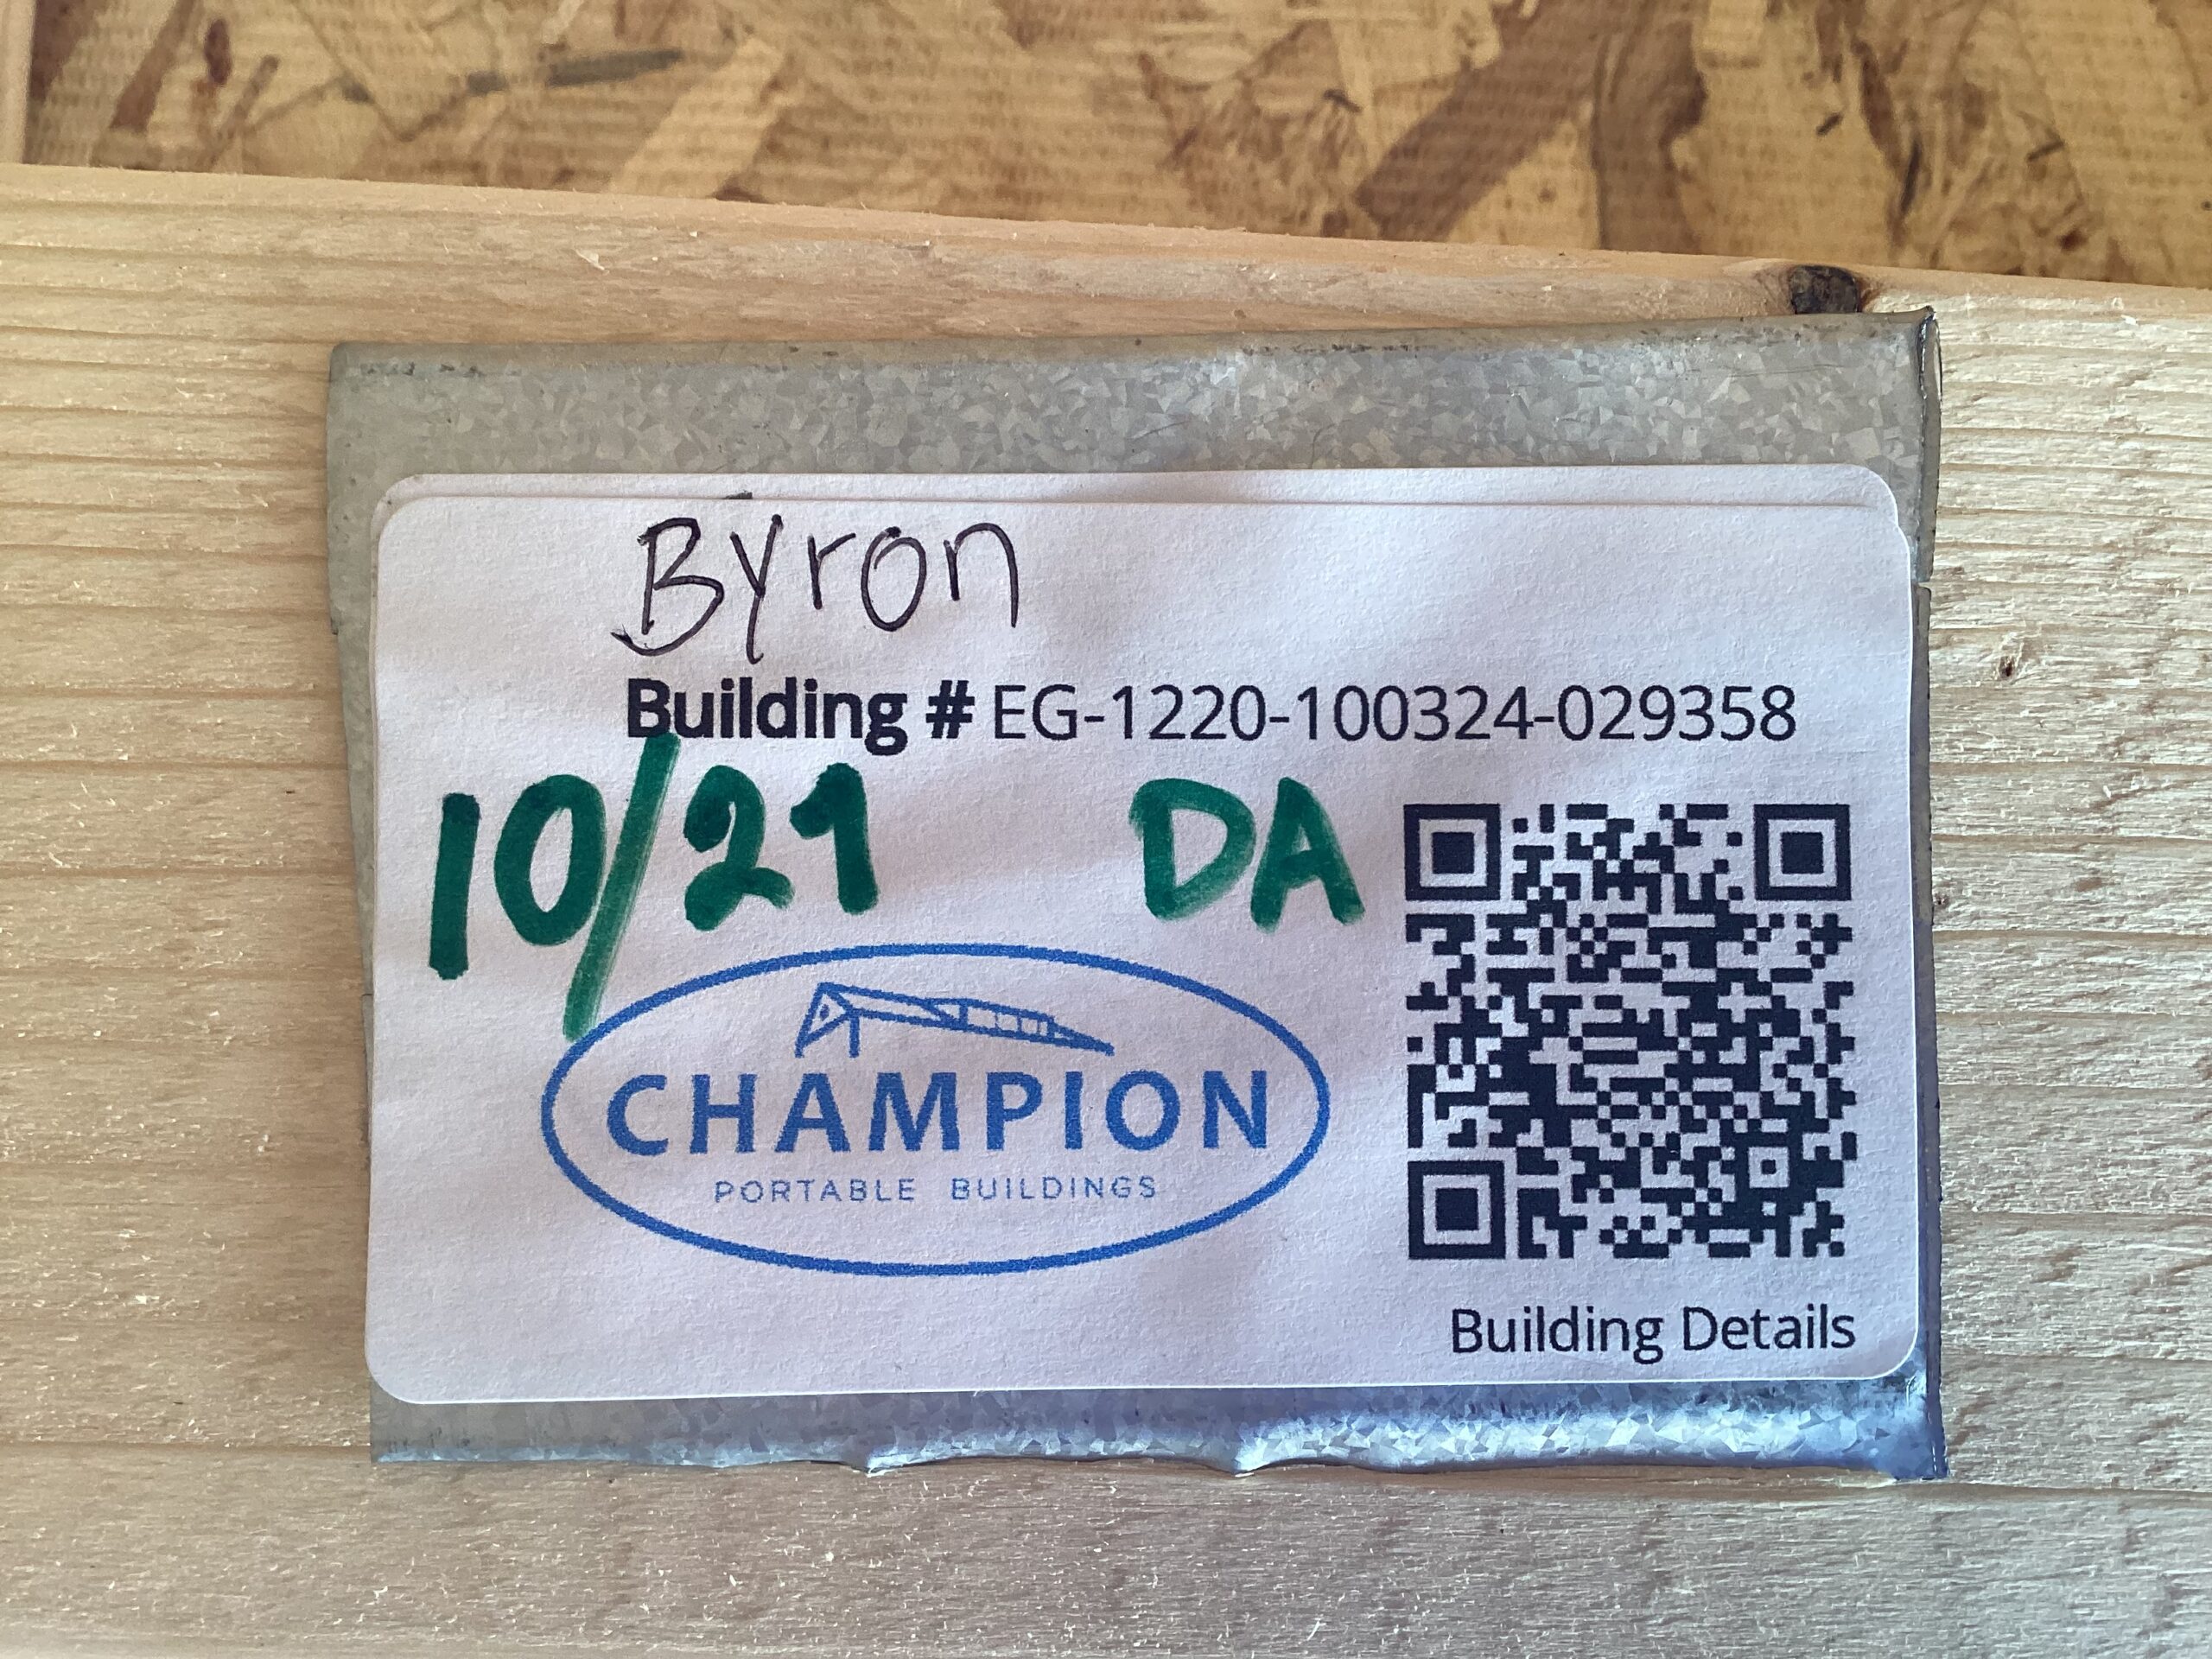 Byron
Building # EG-1220-100324-029358
10/21 DA
CHAMPION
PORTABLE BUILDINGS
Building Details